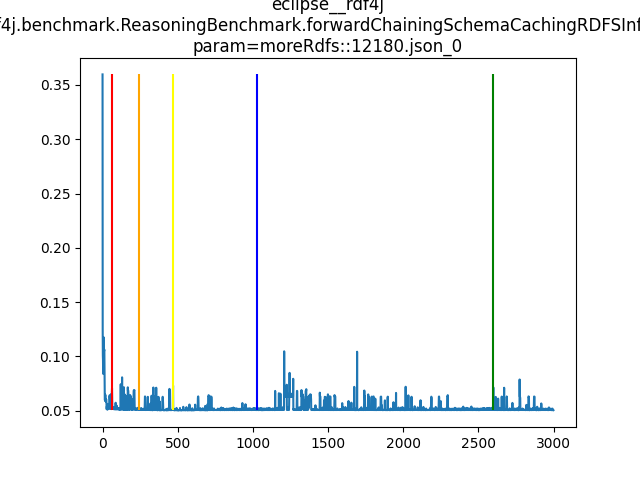 eclipse__rdf4j
f4j.benchmark.ReasoningBenchmark.forwardChainingSchemaCachingRDFSInf
param=moreRdfs::12180.json_0
0.35
0.30
0.25
0.20
0.15
0.10
0.05
0 500 1000 1500 2000 2500 3000